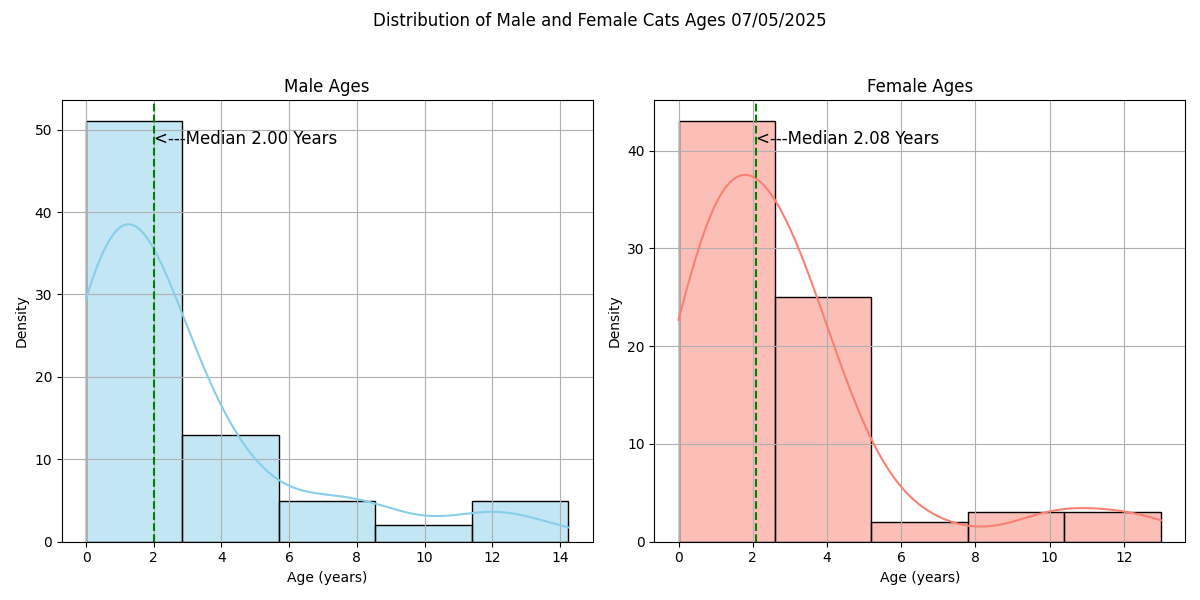 Distribution of Male and Female Cats Ages 07/05/2025
Male Ages
<---Median 2.00 Years
Density
50
40
30
20
10
0
0 2 4 6 8 10 12 14
Age (years)
Female Ages
<---Median 2.08 Years
Density
40
30
20
10
0
0 2 4 6 8 10 12
Age (years)